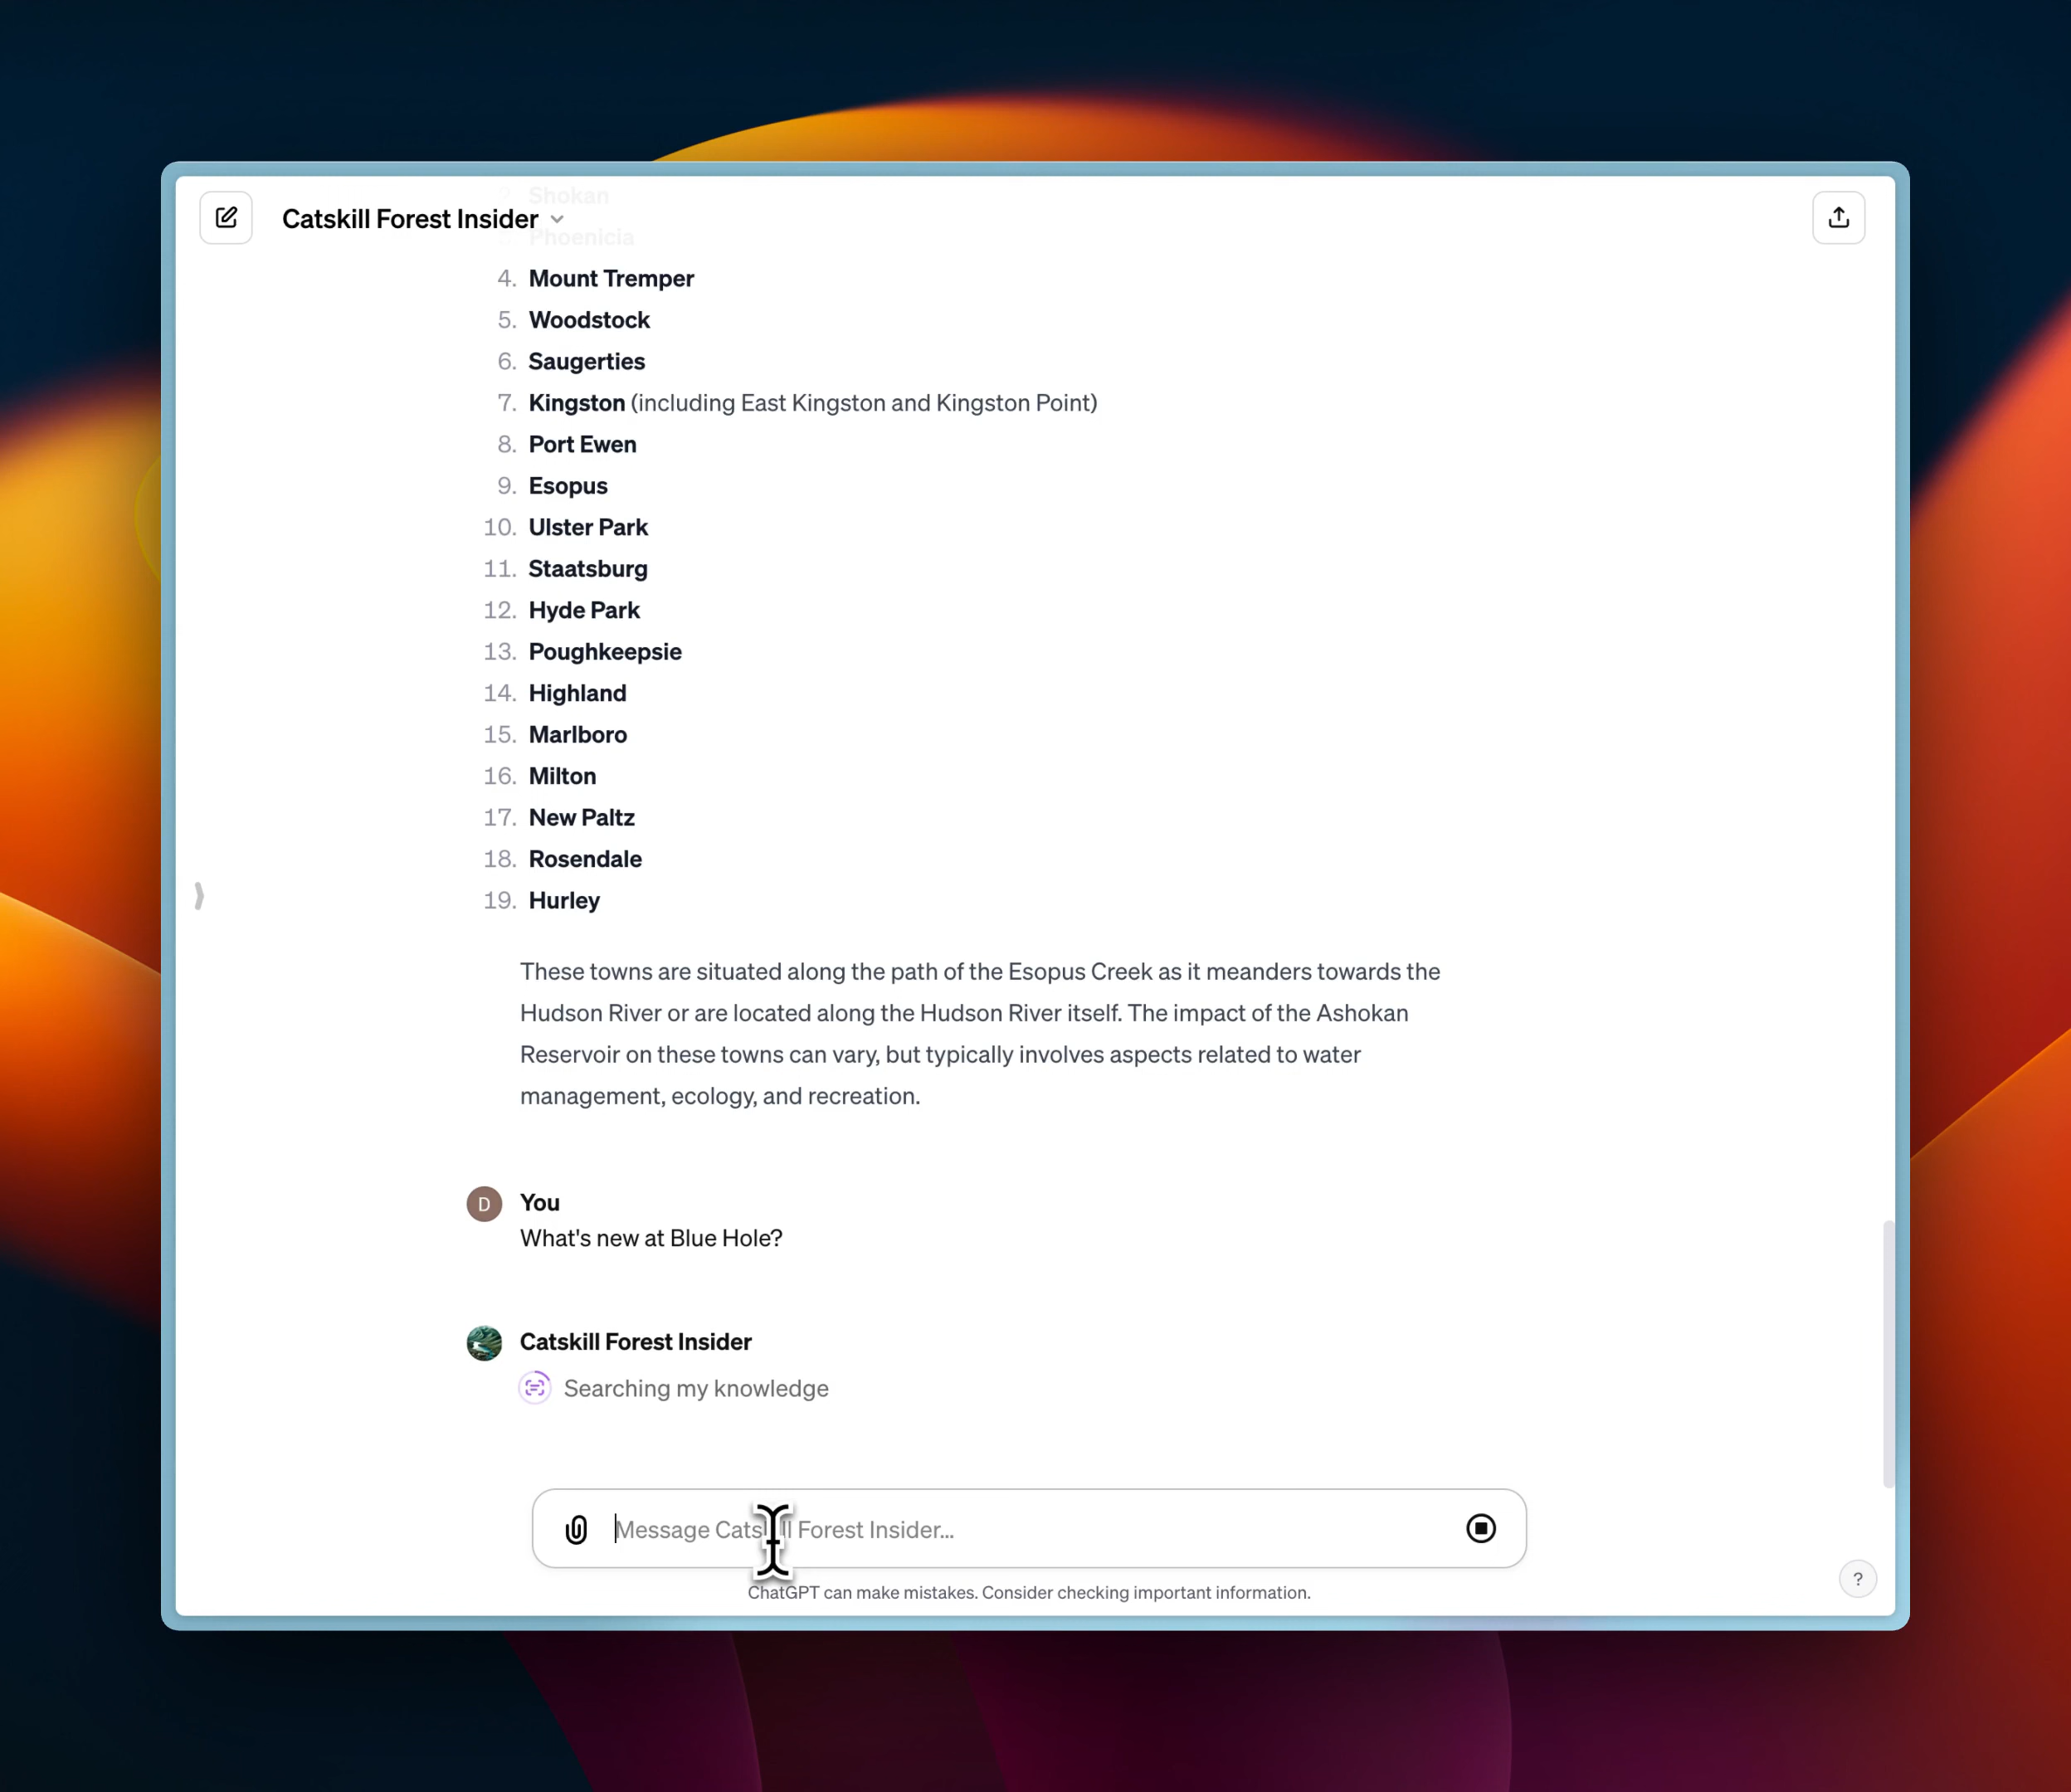 Shokan
Catskill Forest Insider
Phoenicia
4. Mount Tremper
5. Woodstock
6. Saugerties
7. Kingston (including East Kingston and Kingston Point)
8. Port Ewen
9. Esopus
10. Ulster Park
11. Staatsburg
12. Hyde Park
13. Poughkeepsie
14. Highland
15. Marlboro
16. Milton
17. New Paltz
18. Rosendale
19. Hurley
These towns are situated along the path of the Esopus Creek as it meanders towards the
Hudson River or are located along the Hudson River itself. The impact of the Ashokan
Reservoir on these towns can vary, but typically involves aspects related to water
management, ecology, and recreation.
D
You
What's new at Blue Hole?
Catskill Forest Insider
Searching my knowledge
Message Catskill Forest Insider...
ChatGPT can make mistakes. Consider checking important information.
?